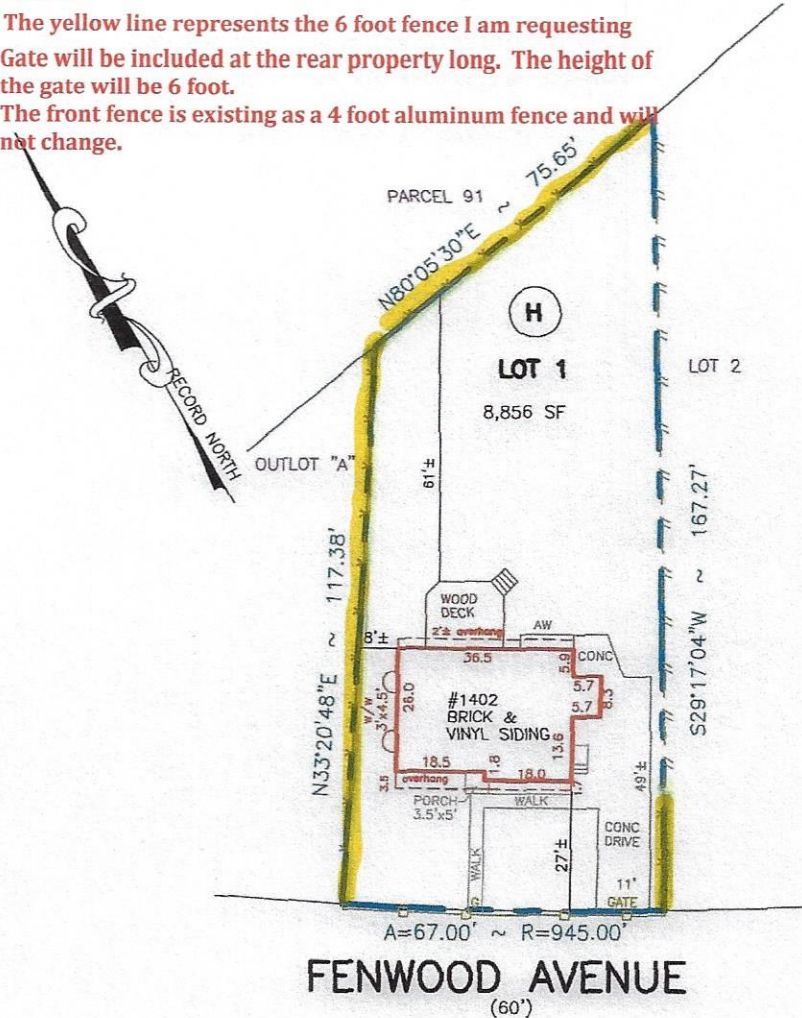 The yellow line represents the 6 foot fence I am requesting
Gate will be included at the rear property long. The height of
the gate will be 6 foot.
The front fence is existing as a 4 foot aluminum fence and will
not change.
PARCEL 91
N80°05'30"E ~ 75.65'
RECORD NORTH
H
LOT 1
8,856 SF
LOT 2
OUTLOT "A"
61'±
N33°20'48"E ~ 117.38'
S29°17'04"W ~ 167.27'
WOOD
DECK
2'± overhang
AW
8'±
36.5
5.9
CONC
5.7
8.3
5.7
w/w
3'x4.5'
26.0
#1402
BRICK &
VINYL SIDING
13.6
18.5
1.8
18.0
3.5
overhang
PORCH
3.5'x5'
WALK
WALK
27'±
49'±
CONC
DRIVE
11'
GATE
G
A=67.00' ~ R=945.00'
FENWOOD AVENUE
(60')